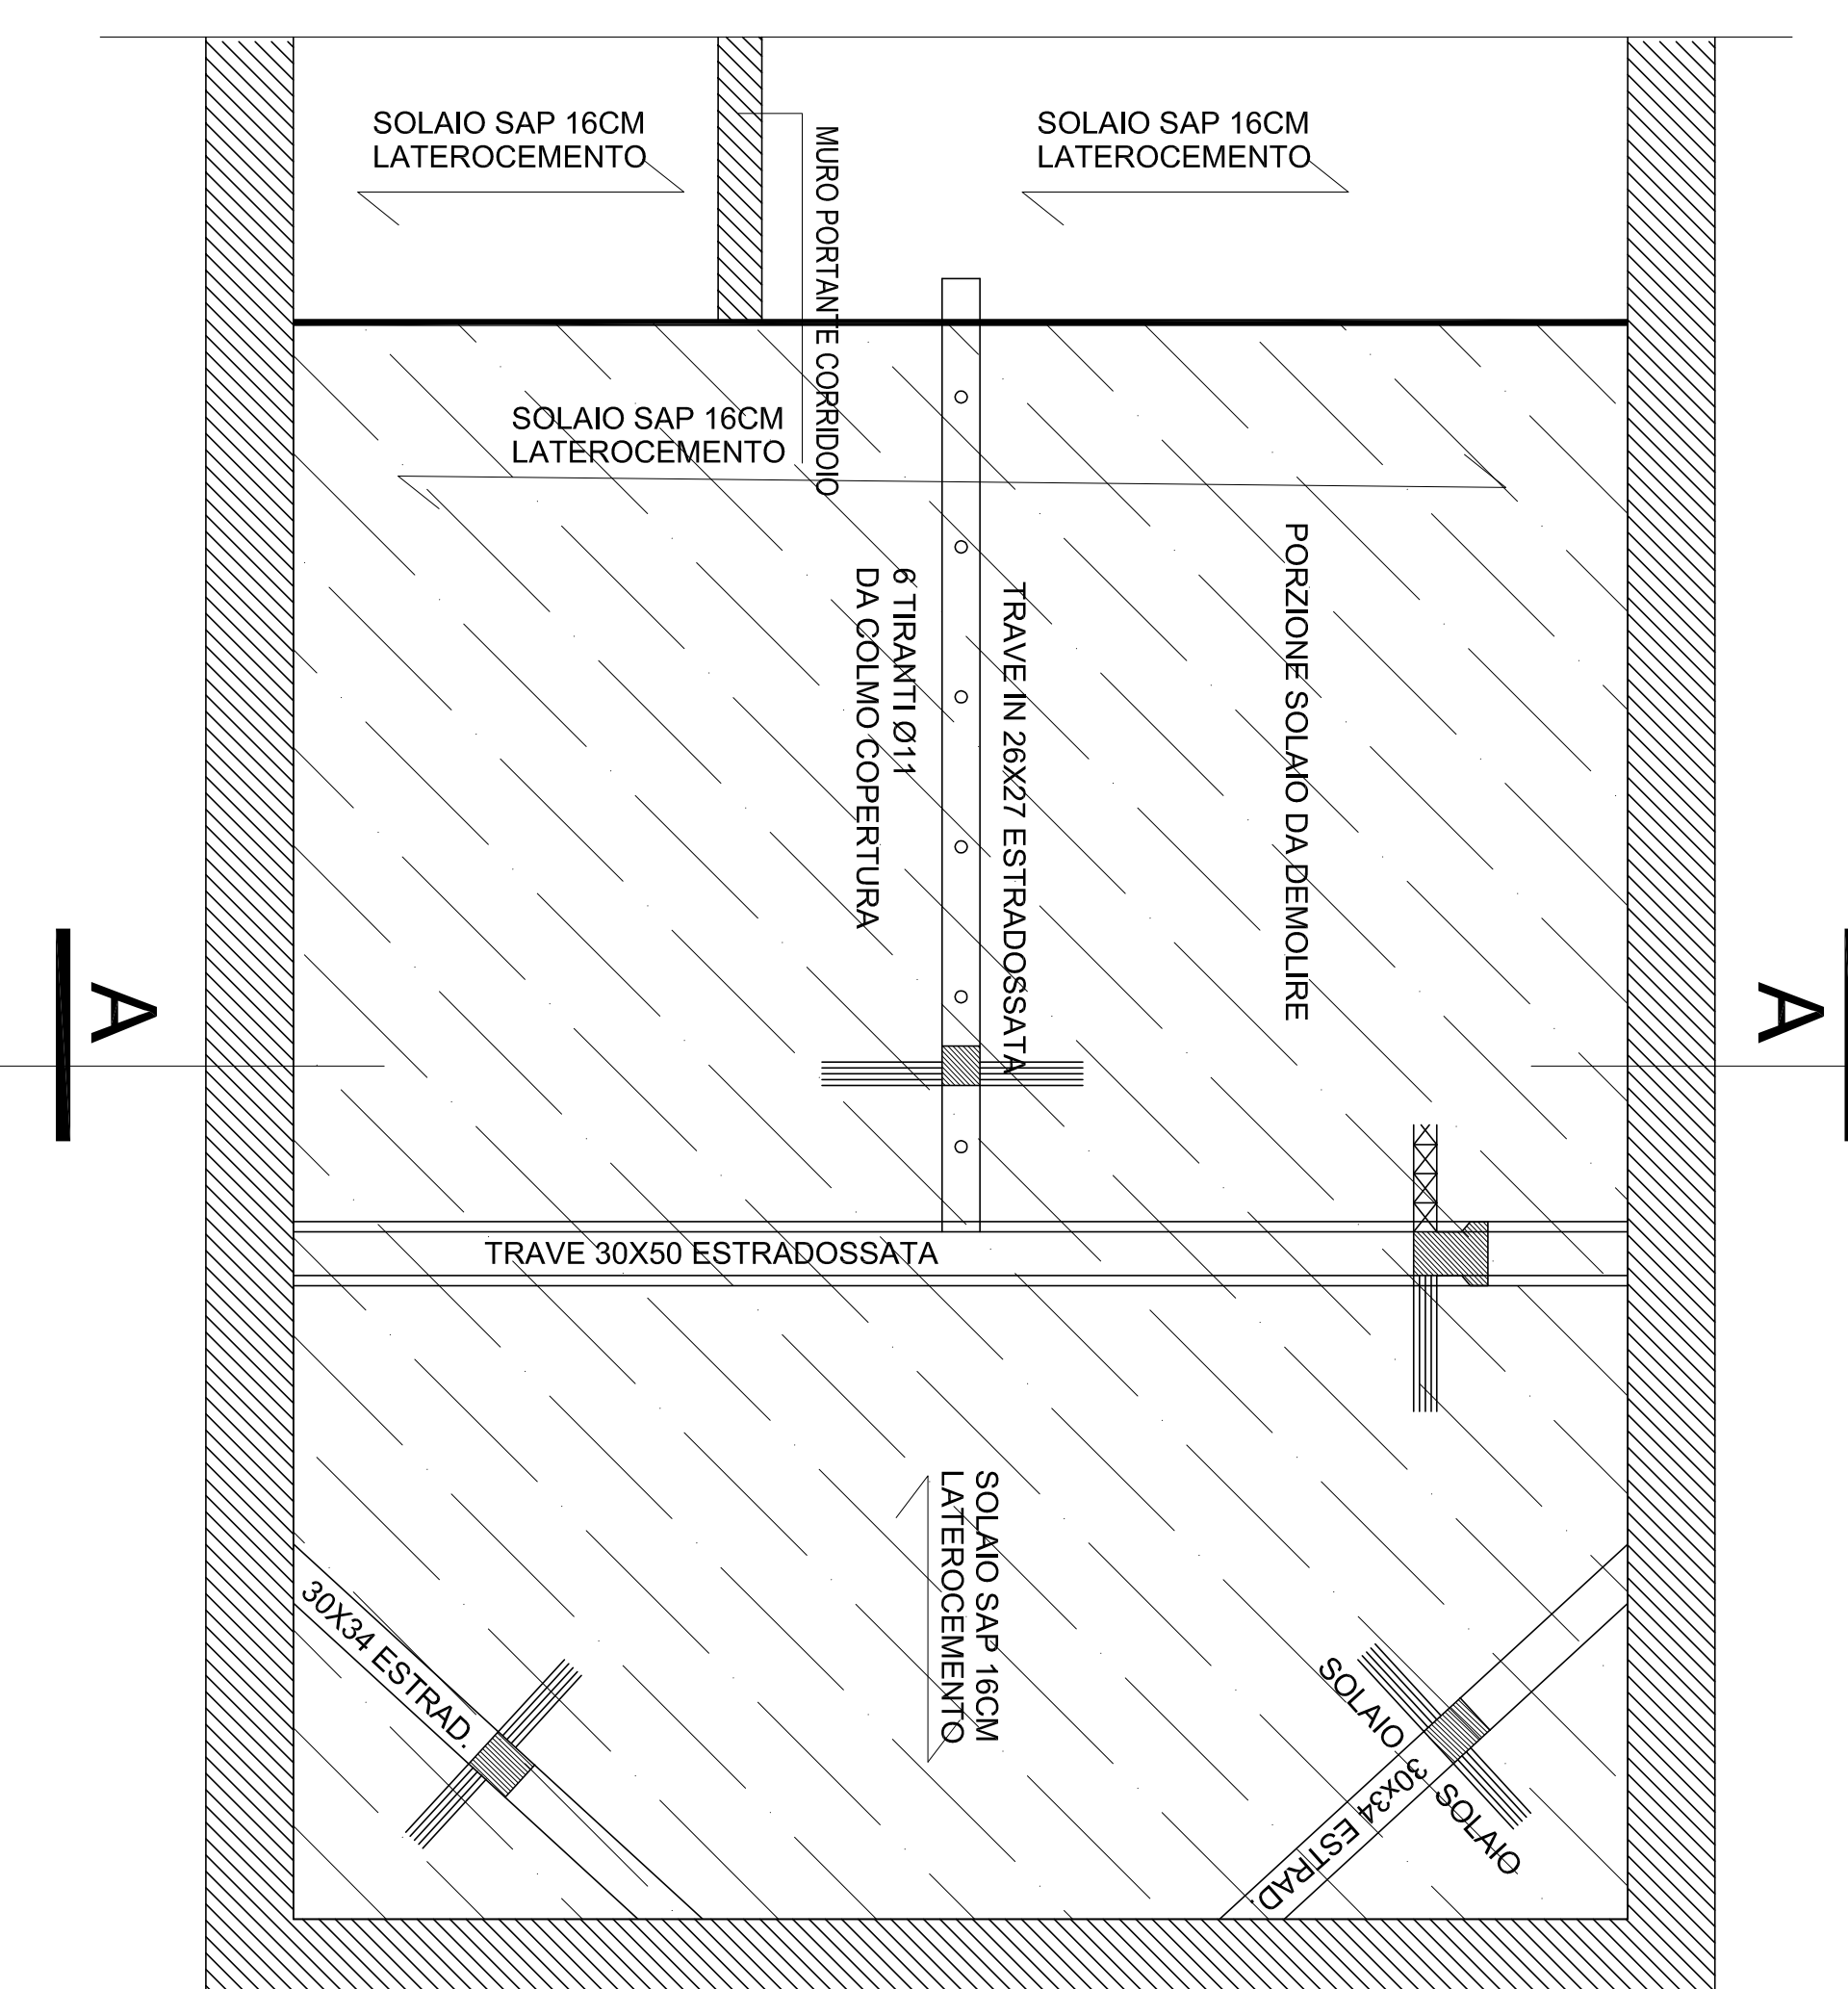 SOLAIO SAP 16CM
LATEROCEMENTO
SOLAIO SAP 16CM
LATEROCEMENTO
MURO PORTANTE CORRIDOIO
SOLAIO SAP 16CM
LATEROCEMENTO
6 TIRANTI Ø11
DA COLMO COPERTURA
TRAVE IN 26X27 ESTRADOSSATA
PORZIONE SOLAIO DA DEMOLIRE
A
A
TRAVE 30X50 ESTRADOSSATA
SOLAIO SAP 16CM
LATEROCEMENTO
30X34 ESTRAD.
SOLAIO
30x34 ESTRAD.
SOLAIO